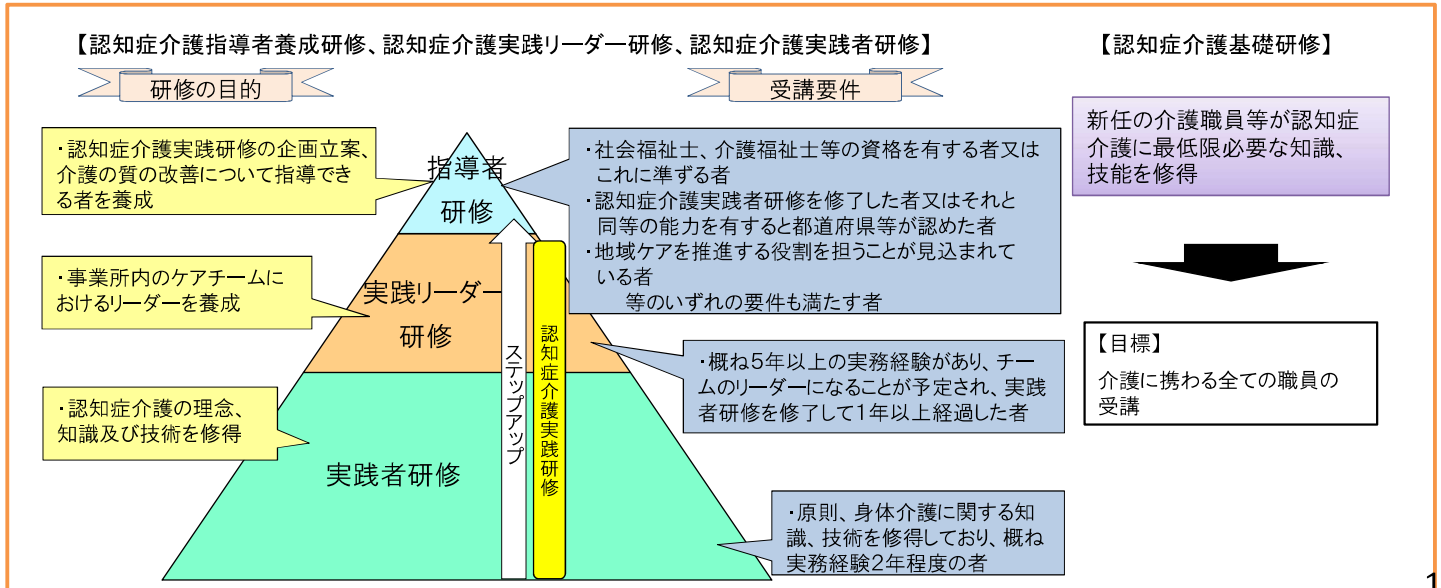 【認知症介護指導者養成研修、認知症介護実践リーダー研修、認知症介護実践者研修】
【認知症介護基礎研修】
研修の目的
受講要件
・認知症介護実践研修の企画立案、
介護の質の改善について指導でき
る者を養成
指導者
研修
・社会福祉士、介護福祉士等の資格を有する者又は
これに準ずる者
・認知症介護実践者研修を修了した者又はそれと
同等の能力を有すると都道府県等が認めた者
・地域ケアを推進する役割を担うことが見込まれて
いる者
等のいずれの要件も満たす者
・事業所内のケアチームに
おけるリーダーを養成
実践リーダー
研修
・概ね5年以上の実務経験があり、チー
ムのリーダーになることが予定され、実践
者研修を修了して1年以上経過した者
・認知症介護の理念、
知識及び技術を修得
実践者研修
ステップアップ
認知症介護実践研修
・原則、身体介護に関する知
識、技術を修得しており、概ね
実務経験2年程度の者
新任の介護職員等が認知症
介護に最低限必要な知識、
技能を修得
【目標】
介護に携わる全ての職員の
受講
1